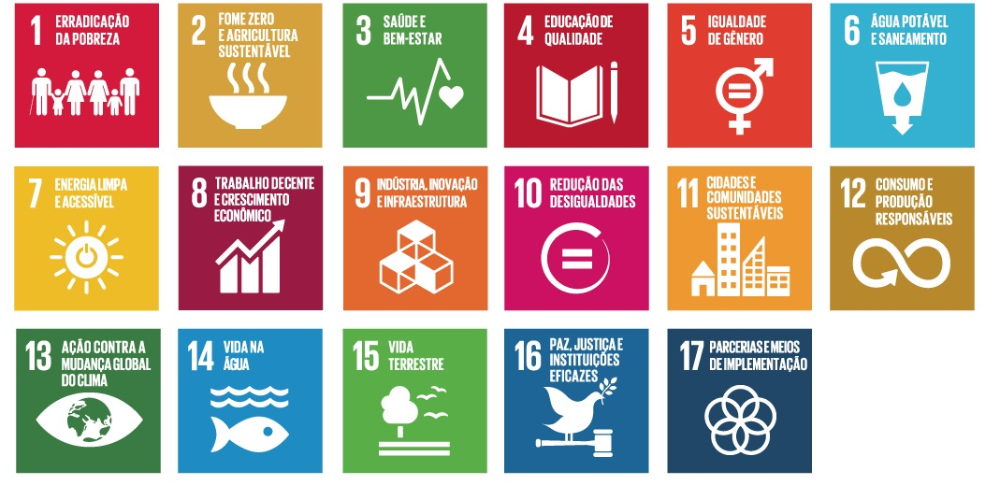 1 ERRADICAÇÃO
DA POBREZA
2 FOME ZERO
E AGRICULTURA
SUSTENTÁVEL
3 SAÚDE E
BEM-ESTAR
4 EDUCAÇÃO DE
QUALIDADE
5 IGUALDADE
DE GÊNERO
6 ÁGUA POTÁVEL
E SANEAMENTO
7 ENERGIA LIMPA
E ACESSÍVEL
8 TRABALHO DECENTE
E CRESCIMENTO
ECONÔMICO
9 INDÚSTRIA, INOVAÇÃO
E INFRAESTRUTURA
10 REDUÇÃO DAS
DESIGUALDADES
11 CIDADES E
COMUNIDADES
SUSTENTÁVEIS
12 CONSUMO E
PRODUÇÃO
RESPONSÁVEIS
13 AÇÃO CONTRA A
MUDANÇA GLOBAL
DO CLIMA
14 VIDA NA
ÁGUA
15 VIDA
TERRESTRE
16 PAZ, JUSTIÇA E
INSTITUIÇÕES
EFICAZES
17 PARCERIAS E MEIOS
DE IMPLEMENTAÇÃO